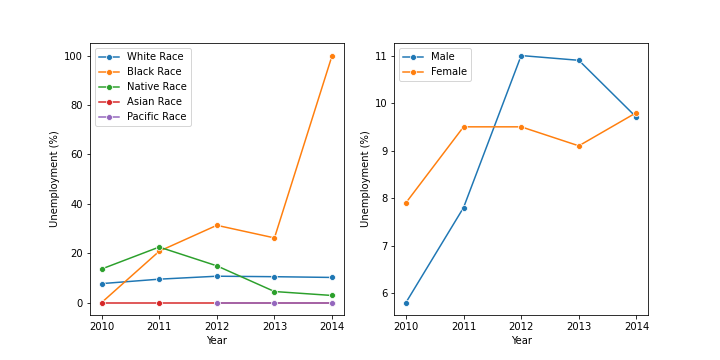 White Race
Black Race
Native Race
Asian Race
Pacific Race
100
80
60
40
20
0
Unemployment (%)
2010 2011 2012 2013 2014
Year
Male
Female
11
10
9
8
7
6
Unemployment (%)
2010 2011 2012 2013 2014
Year